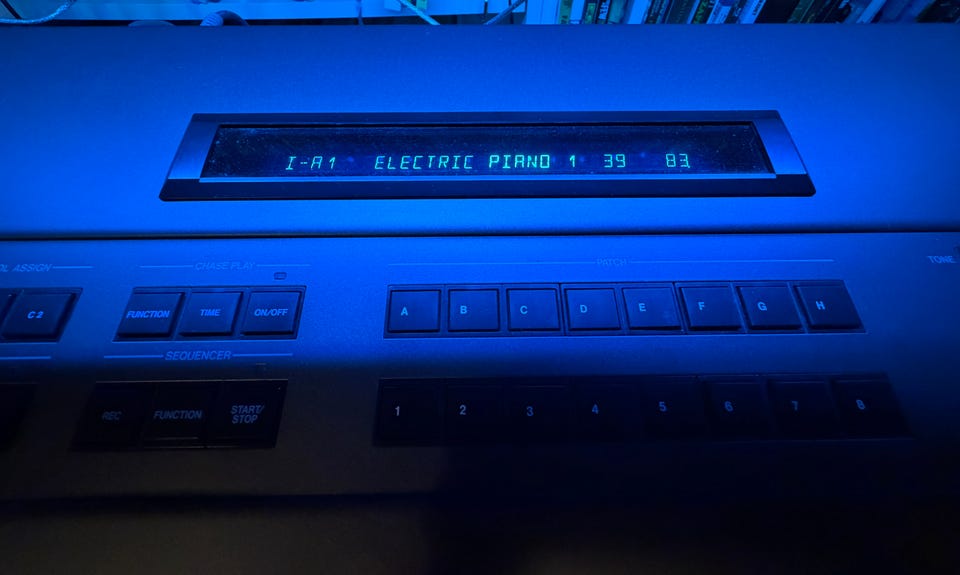 I-A1 ELECTRIC PIANO 1 39 83
OL ASSIGN CHASE PLAY PATCH TONE
C2 FUNCTION TIME ON/OFF A B C D E F G H
SEQUENCER
REC FUNCTION START/STOP 1 2 3 4 5 6 7 8